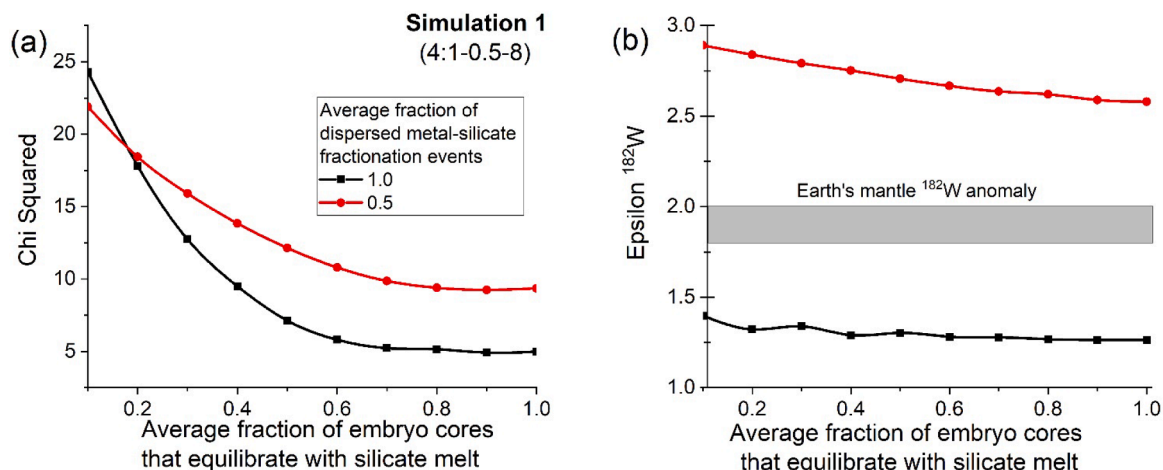 (a)
Simulation 1
(4:1-0.5-8)
25
20
15
10
5
Chi Squared
Average fraction of
dispersed metal-silicate
fractionation events
1.0
0.5
0.2
0.4
0.6
0.8
1.0
Average fraction of embryo cores
that equilibrate with silicate melt
(b)
3.0
2.5
2.0
1.5
1.0
Epsilon ¹⁸²W
Earth's mantle ¹⁸²W anomaly
0.2
0.4
0.6
0.8
1.0
Average fraction of embryo cores
that equilibrate with silicate melt